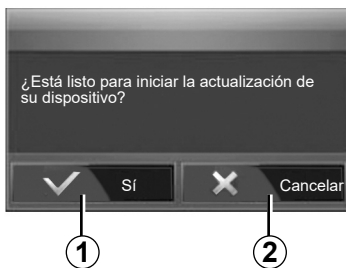 ¿Está listo para iniciar la actualización de
su dispositivo?
Sí
Cancelar
1
2